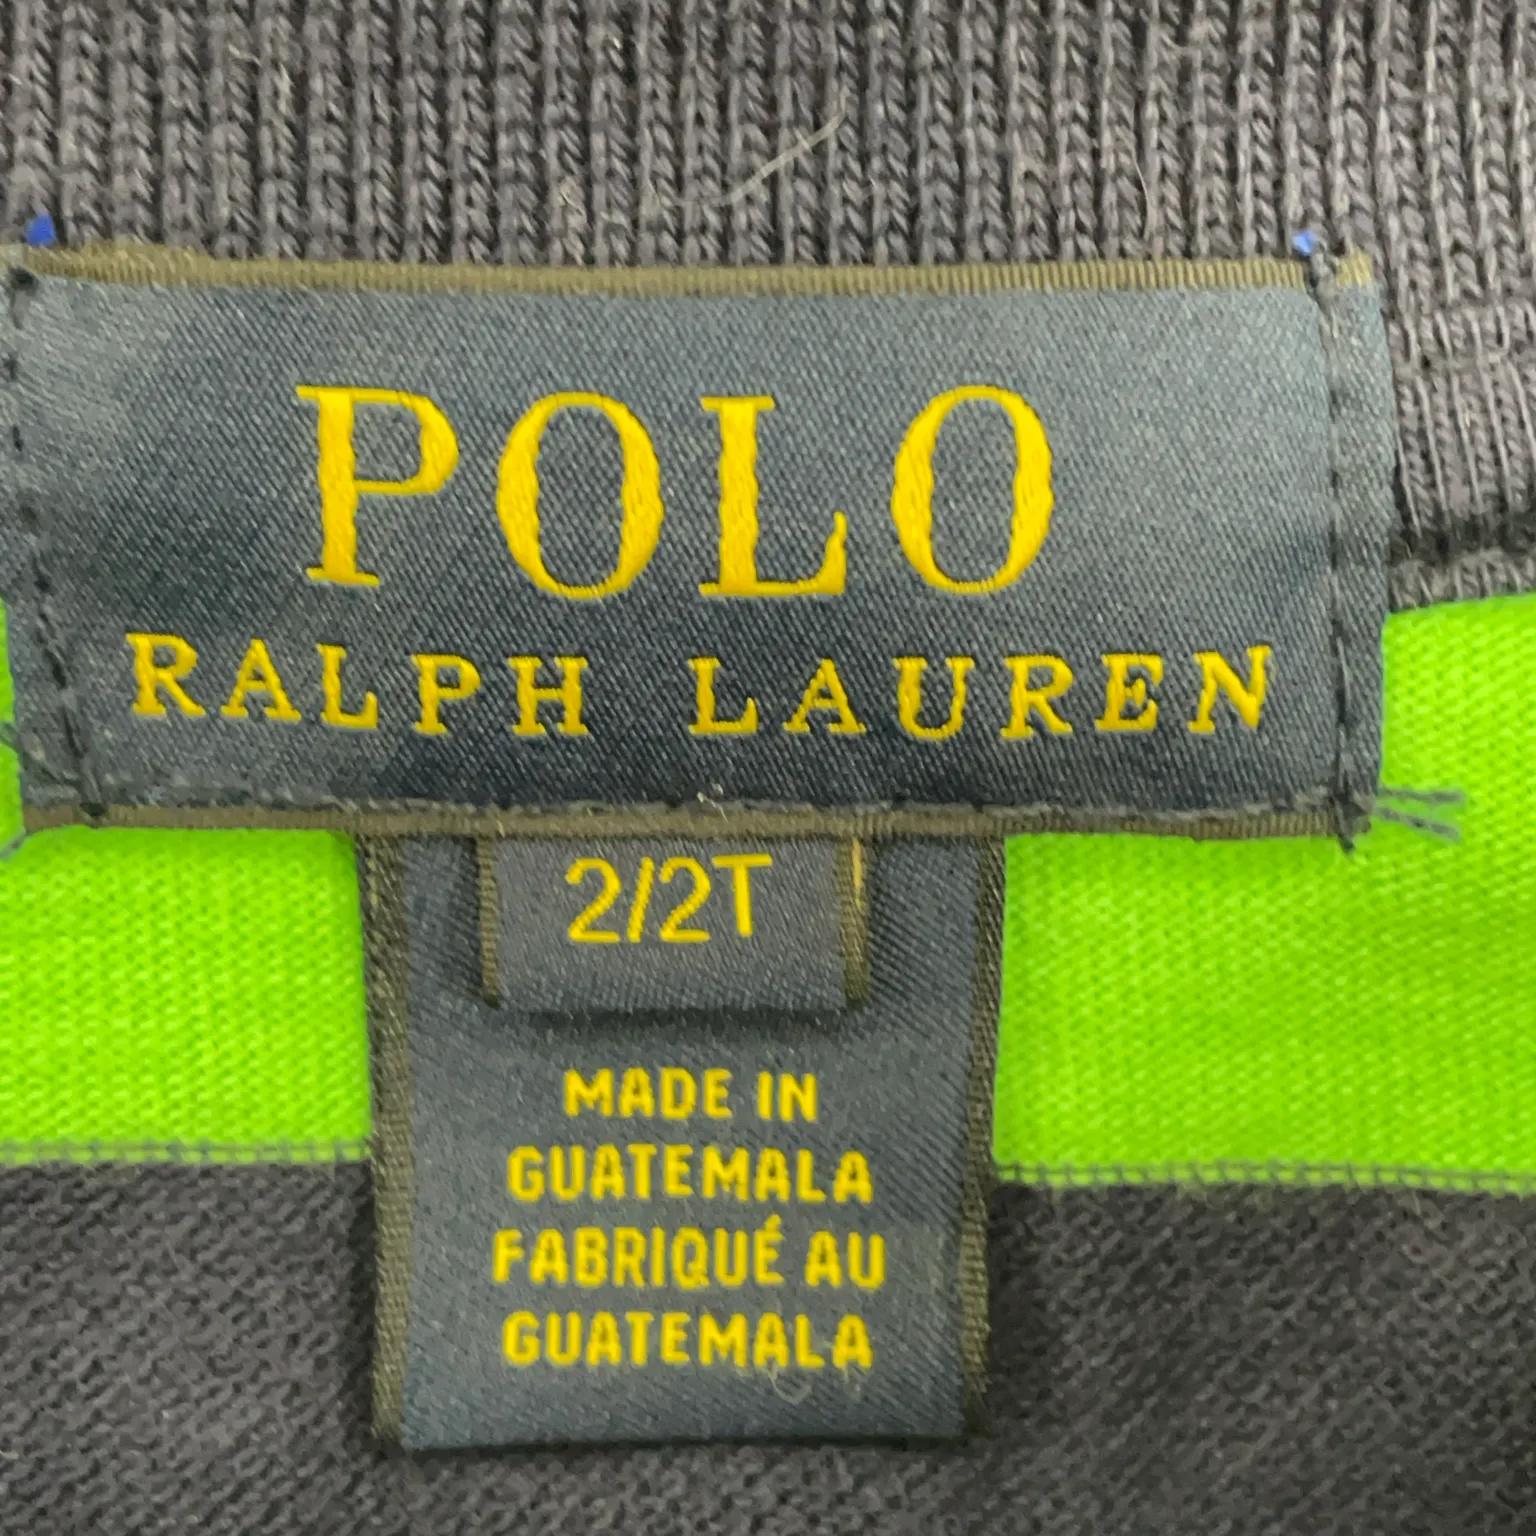 POLO
RALPH LAUREN
2/2T
MADE IN
GUATEMALA
FABRIQUÉ AU
GUATEMALA